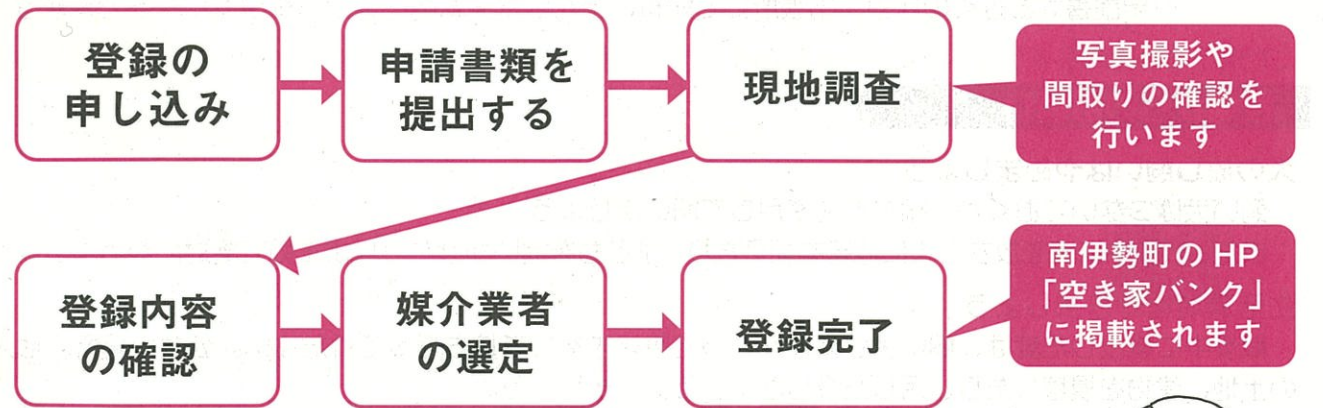 登録の
申し込み
申請書類を
提出する
現地調査
写真撮影や
間取りの確認を
行います
登録内容
の確認
媒介業者
の選定
登録完了
南伊勢町の HP
「空き家バンク」
に掲載されます